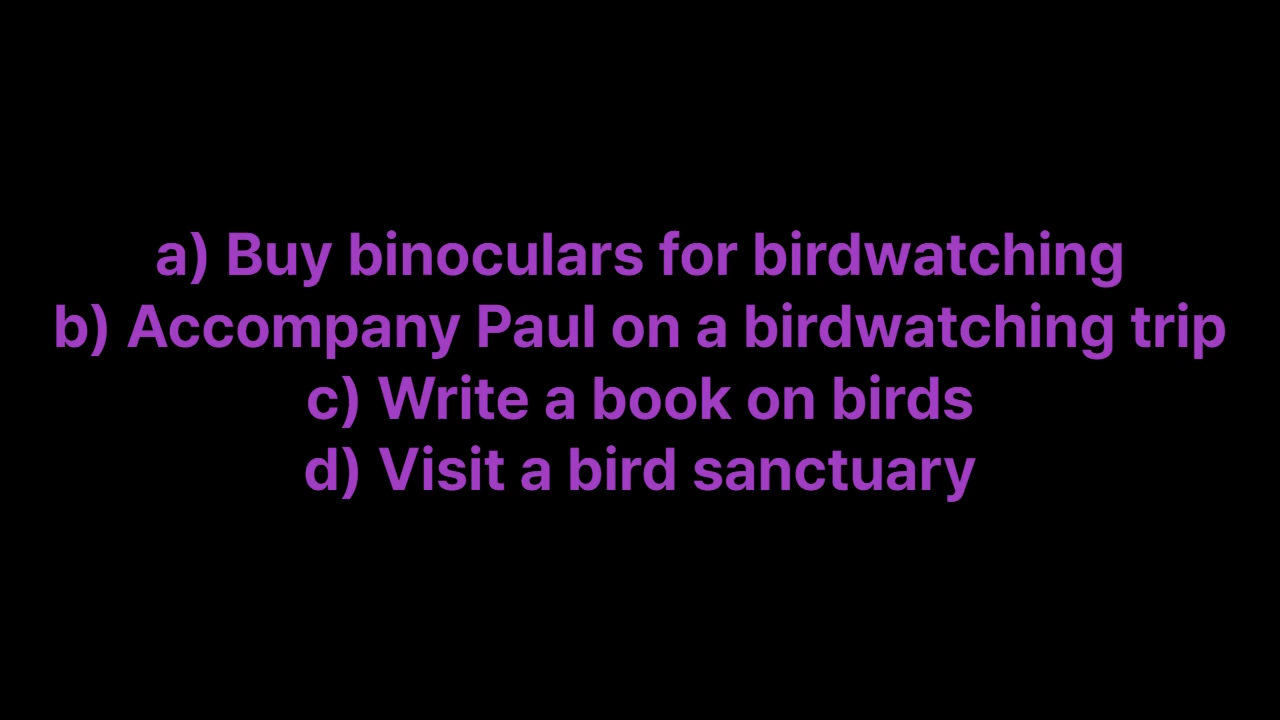 a) Buy binoculars for birdwatching
b) Accompany Paul on a birdwatching trip
c) Write a book on birds
d) Visit a bird sanctuary